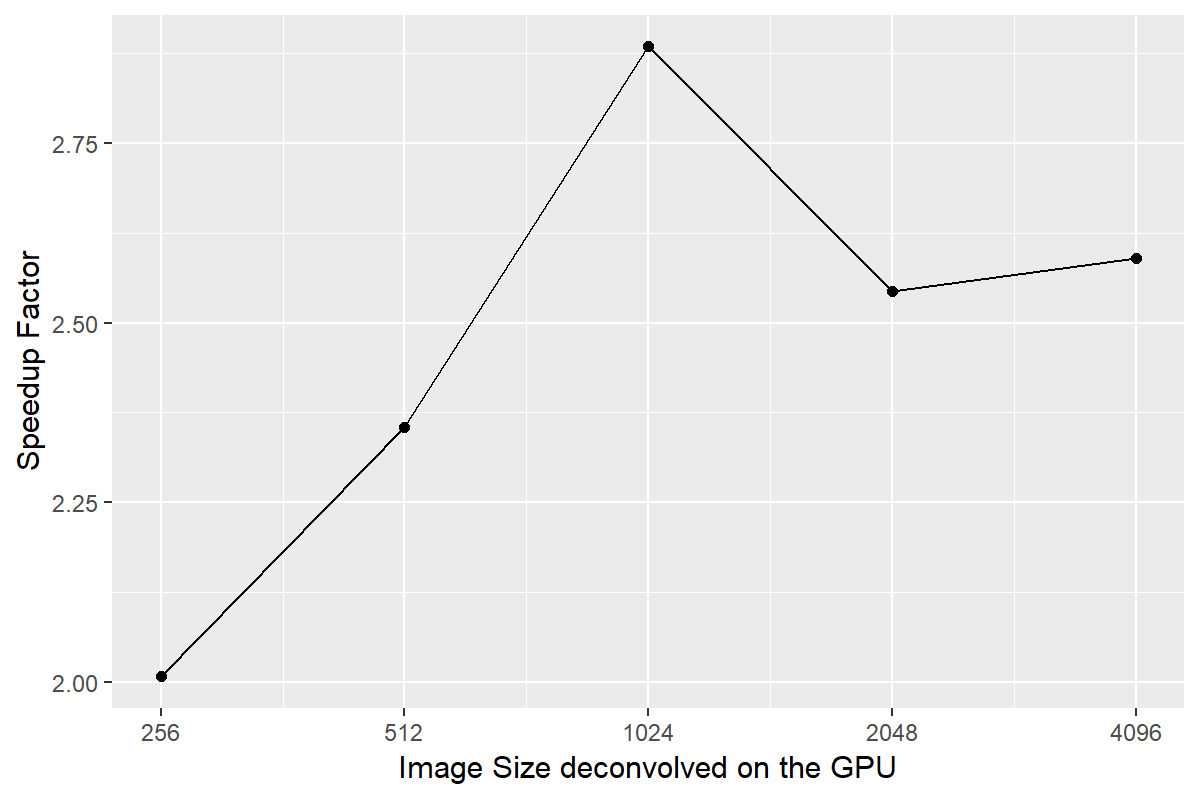 2.75
2.50
2.25
2.00
Speedup Factor
256 512 1024 2048 4096
Image Size deconvolved on the GPU